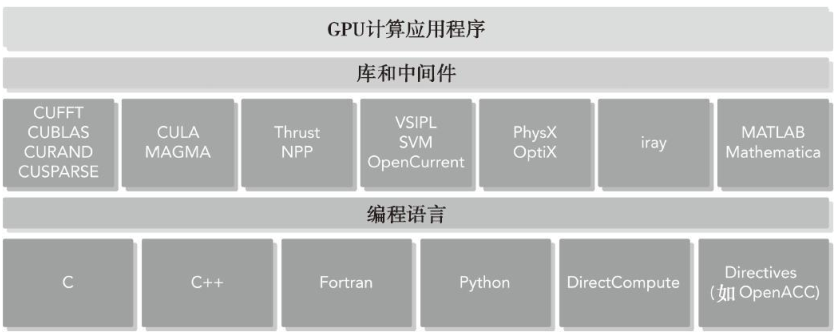 GPU计算应用程序
库和中间件
CUFFT
CUBLAS
CURAND
CUSPARSE
CULA
MAGMA
Thrust
NPP
VSIPL
SVM
OpenCurrent
PhysX
OptiX
iray
MATLAB
Mathematica
编程语言
C
C++
Fortran
Python
DirectCompute
Directives
(如 OpenACC)